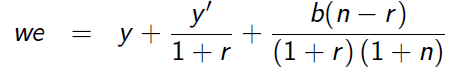 we = y + y′/(1 + r) + b(n − r)/((1 + r)(1 + n))